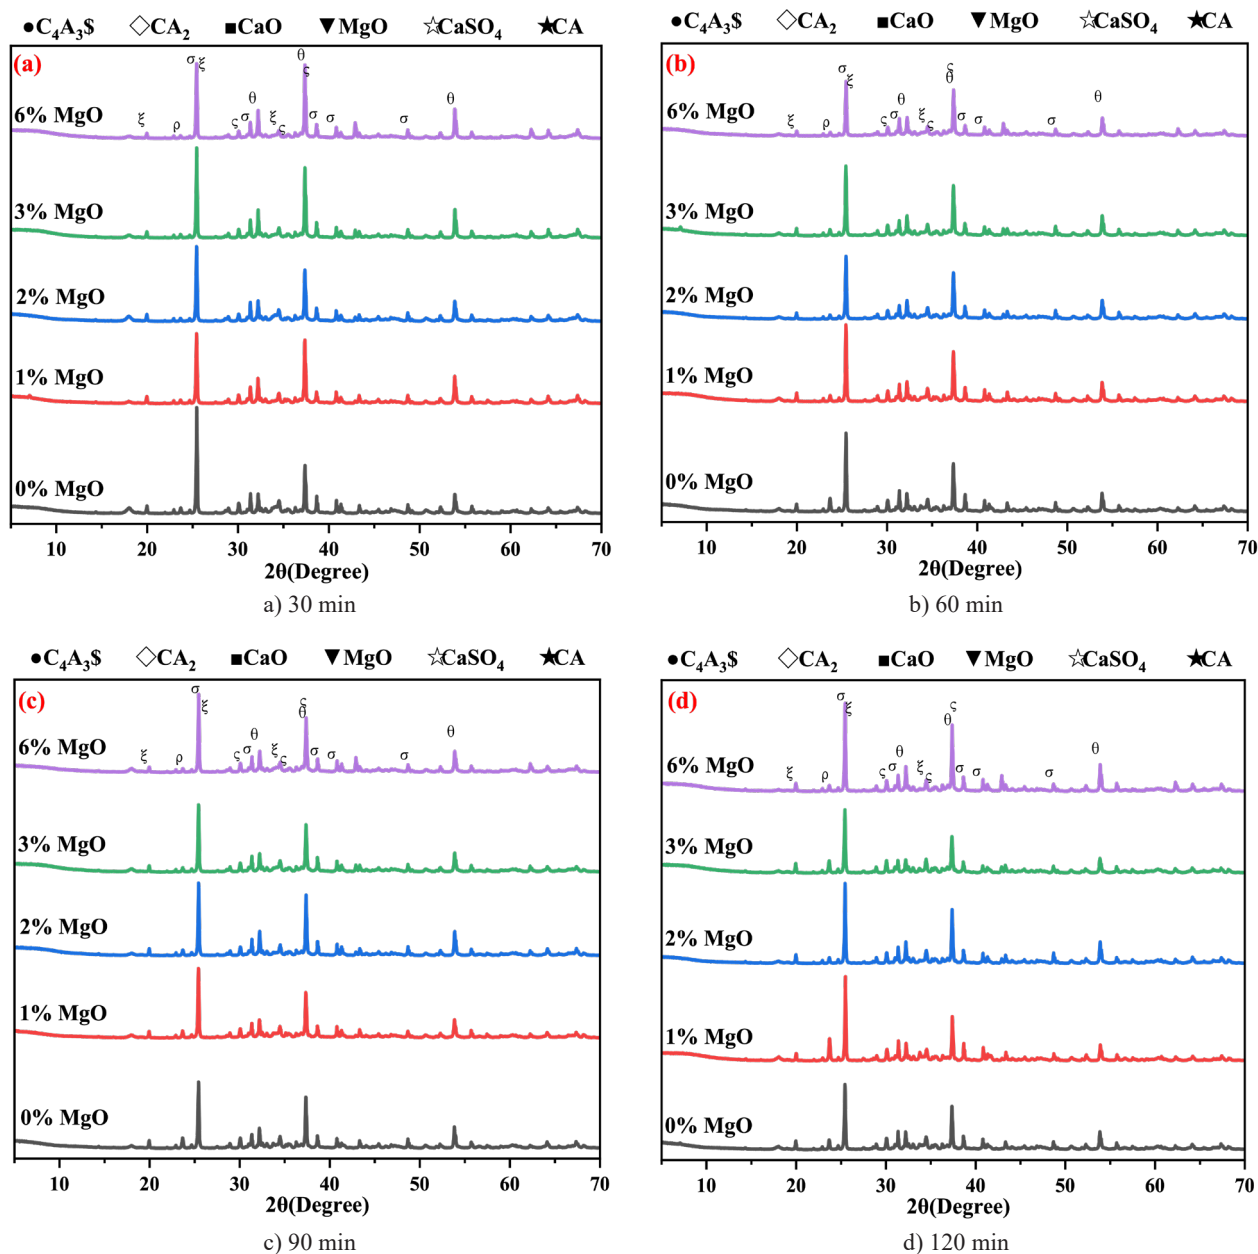 ●C₄A₃$ ◇CA₂ ■CaO ▼MgO ☆CaSO₄ ★CA
(a)
σ ξ θ ς
6% MgO ξ ρ ς σ θ ξ ς σ σ σ θ
3% MgO
2% MgO
1% MgO
0% MgO
10 20 30 40 50 60 70
2θ(Degree)
a) 30 min
●C₄A₃$ ◇CA₂ ■CaO ▼MgO ☆CaSO₄ ★CA
(b)
σ ξ ς θ
6% MgO ξ ρ ς σ θ ξ ς σ σ σ θ
3% MgO
2% MgO
1% MgO
0% MgO
10 20 30 40 50 60 70
2θ(Degree)
b) 60 min
●C₄A₃$ ◇CA₂ ■CaO ▼MgO ☆CaSO₄ ★CA
(c)
σ ξ ς θ
6% MgO ξ ρ ς σ θ ξ ς σ σ σ θ
3% MgO
2% MgO
1% MgO
0% MgO
10 20 30 40 50 60 70
2θ(Degree)
c) 90 min
●C₄A₃$ ◇CA₂ ■CaO ▼MgO ☆CaSO₄ ★CA
(d)
σ ξ θ ς
6% MgO ξ ρ ς σ θ ξ ς σ σ σ θ
3% MgO
2% MgO
1% MgO
0% MgO
10 20 30 40 50 60 70
2θ(Degree)
d) 120 min